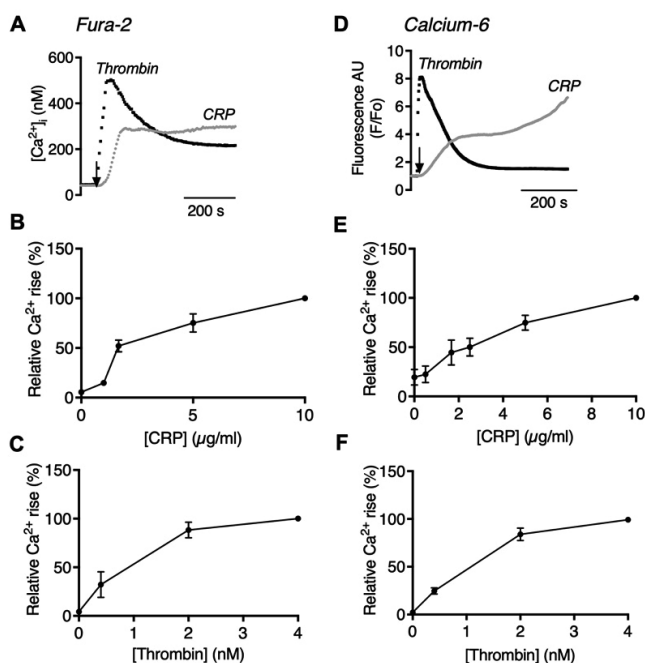 A Fura-2
600
400
200
0
[Ca²⁺]ᵢ (nM)
Thrombin
CRP
200 s
B
150
100
50
0
Relative Ca²⁺ rise (%)
0 5 10
[CRP] (µg/ml)
C
150
100
50
0
Relative Ca²⁺ rise (%)
0 1 2 3 4
[Thrombin] (nM)
D Calcium-6
10
8
6
4
2
0
Fluorescence AU
(F/Fo)
Thrombin
CRP
200 s
E
150
100
50
0
Relative Ca²⁺ rise (%)
0 2 4 6 8 10
[CRP] (µg/ml)
F
150
100
50
0
Relative Ca²⁺ rise (%)
0 1 2 3 4
[Thrombin] (nM)